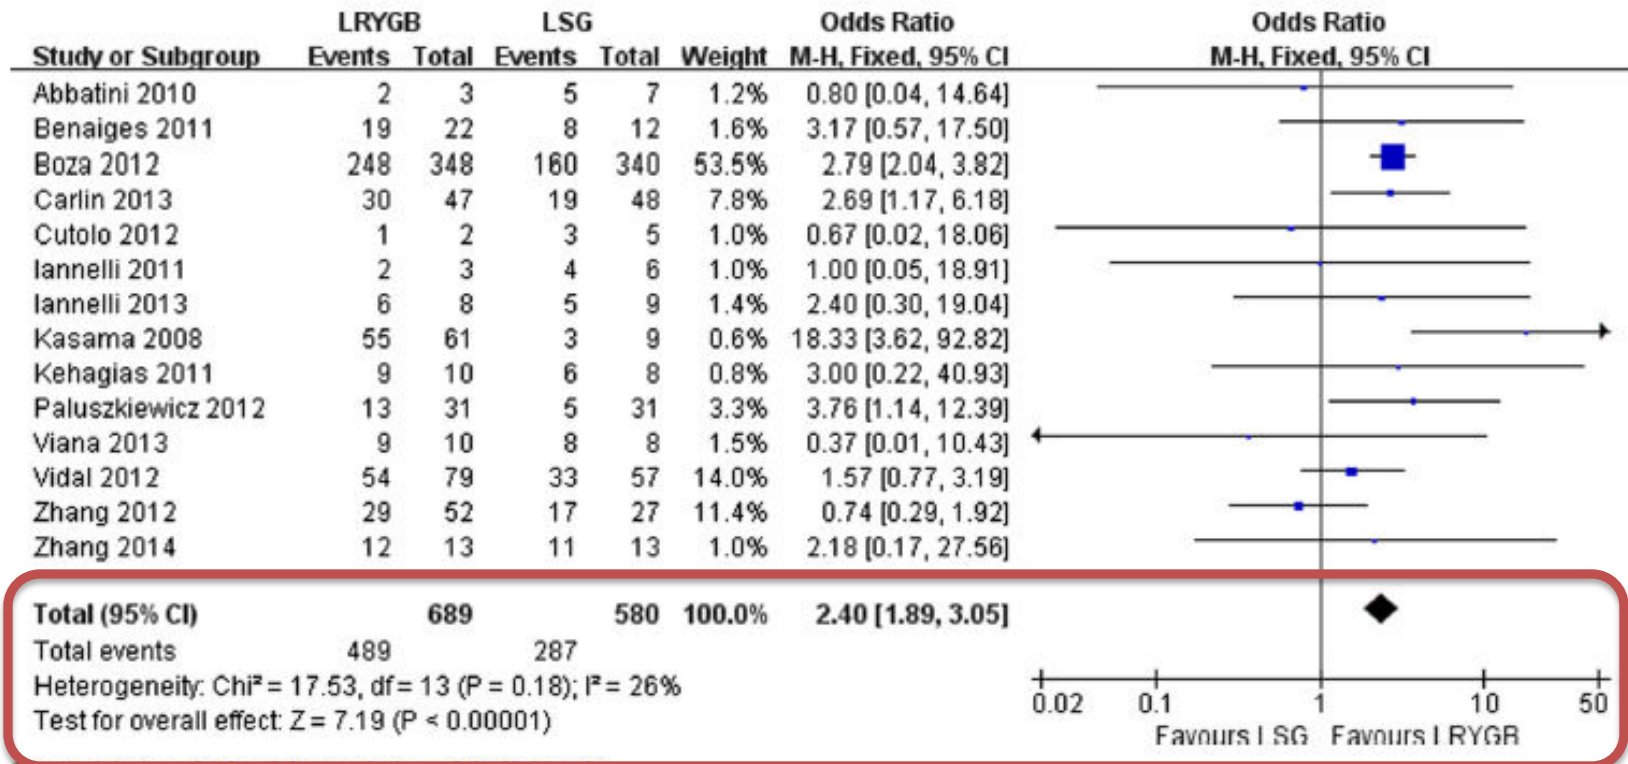 LRYGB LSG Odds Ratio Odds Ratio
Study or Subgroup Events Total Events Total Weight M-H, Fixed, 95% CI M-H, Fixed, 95% CI
Abbatini 2010 2 3 5 7 1.2% 0.80 [0.04, 14.64]
Benaiges 2011 19 22 8 12 1.6% 3.17 [0.57, 17.50]
Boza 2012 248 348 160 340 53.5% 2.79 [2.04, 3.82]
Carlin 2013 30 47 19 48 7.8% 2.69 [1.17, 6.18]
Cutolo 2012 1 2 3 5 1.0% 0.67 [0.02, 18.06]
Iannelli 2011 2 3 4 6 1.0% 1.00 [0.05, 18.91]
Iannelli 2013 6 8 5 9 1.4% 2.40 [0.30, 19.04]
Kasama 2008 55 61 3 9 0.6% 18.33 [3.62, 92.82]
Kehagias 2011 9 10 6 8 0.8% 3.00 [0.22, 40.93]
Paluszkiewicz 2012 13 31 5 31 3.3% 3.76 [1.14, 12.39]
Viana 2013 9 10 8 8 1.5% 0.37 [0.01, 10.43]
Vidal 2012 54 79 33 57 14.0% 1.57 [0.77, 3.19]
Zhang 2012 29 52 17 27 11.4% 0.74 [0.29, 1.92]
Zhang 2014 12 13 11 13 1.0% 2.18 [0.17, 27.56]
Total (95% CI) 689 580 100.0% 2.40 [1.89, 3.05]
Total events 489 287
Heterogeneity: Chi² = 17.53, df = 13 (P = 0.18); I² = 26%
Test for overall effect: Z = 7.19 (P < 0.00001)
0.02 0.1 1 10 50
Favours LSG Favours LRYGB